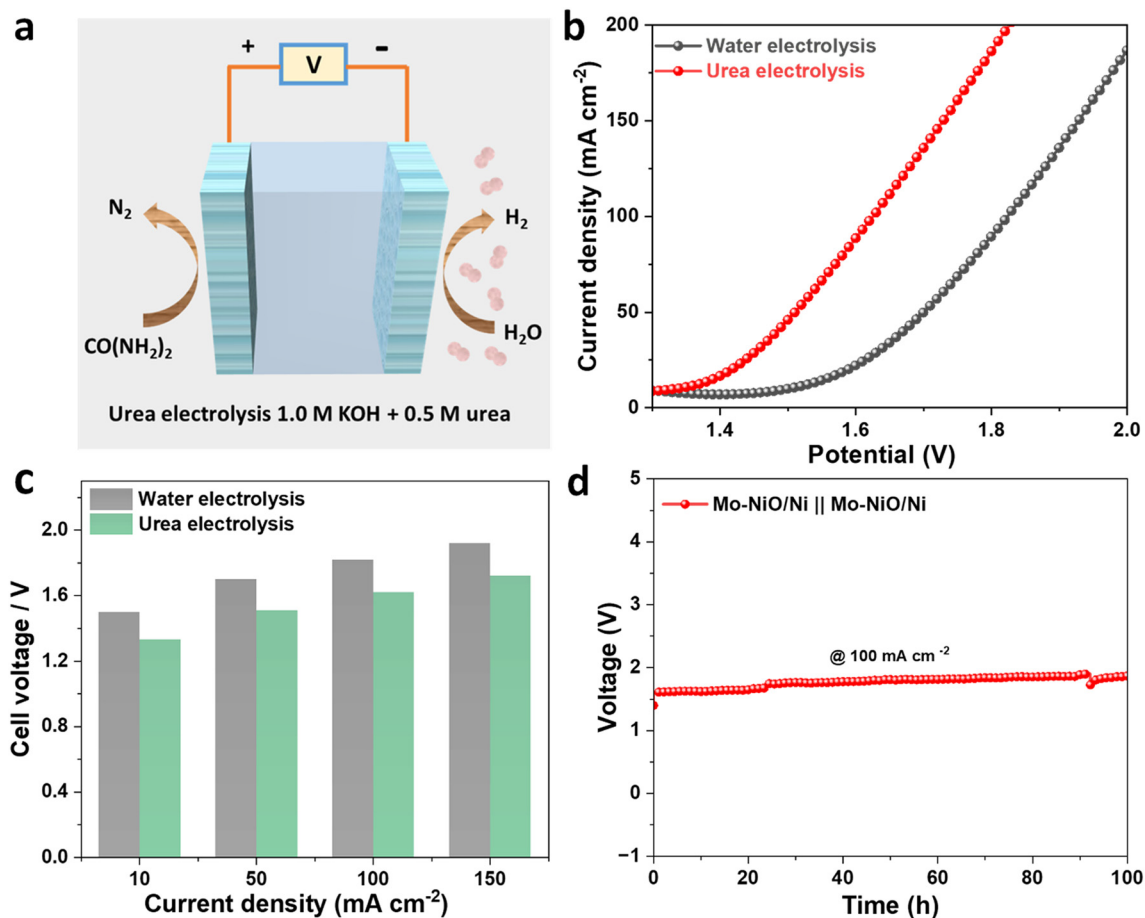 a
+
-
V
N₂
H₂
CO(NH₂)₂
H₂O
Urea electrolysis 1.0 M KOH + 0.5 M urea
b
Water electrolysis
Urea electrolysis
Current density (mA cm⁻²)
200
150
100
50
0
1.4
1.6
1.8
2.0
Potential (V)
c
Water electrolysis
Urea electrolysis
Cell voltage / V
2.0
1.6
1.2
0.8
0.4
0.0
10
50
100
150
Current density (mA cm⁻²)
d
Mo-NiO/Ni || Mo-NiO/Ni
@ 100 mA cm ⁻²
Voltage (V)
5
4
3
2
1
0
−1
0
20
40
60
80
100
Time (h)